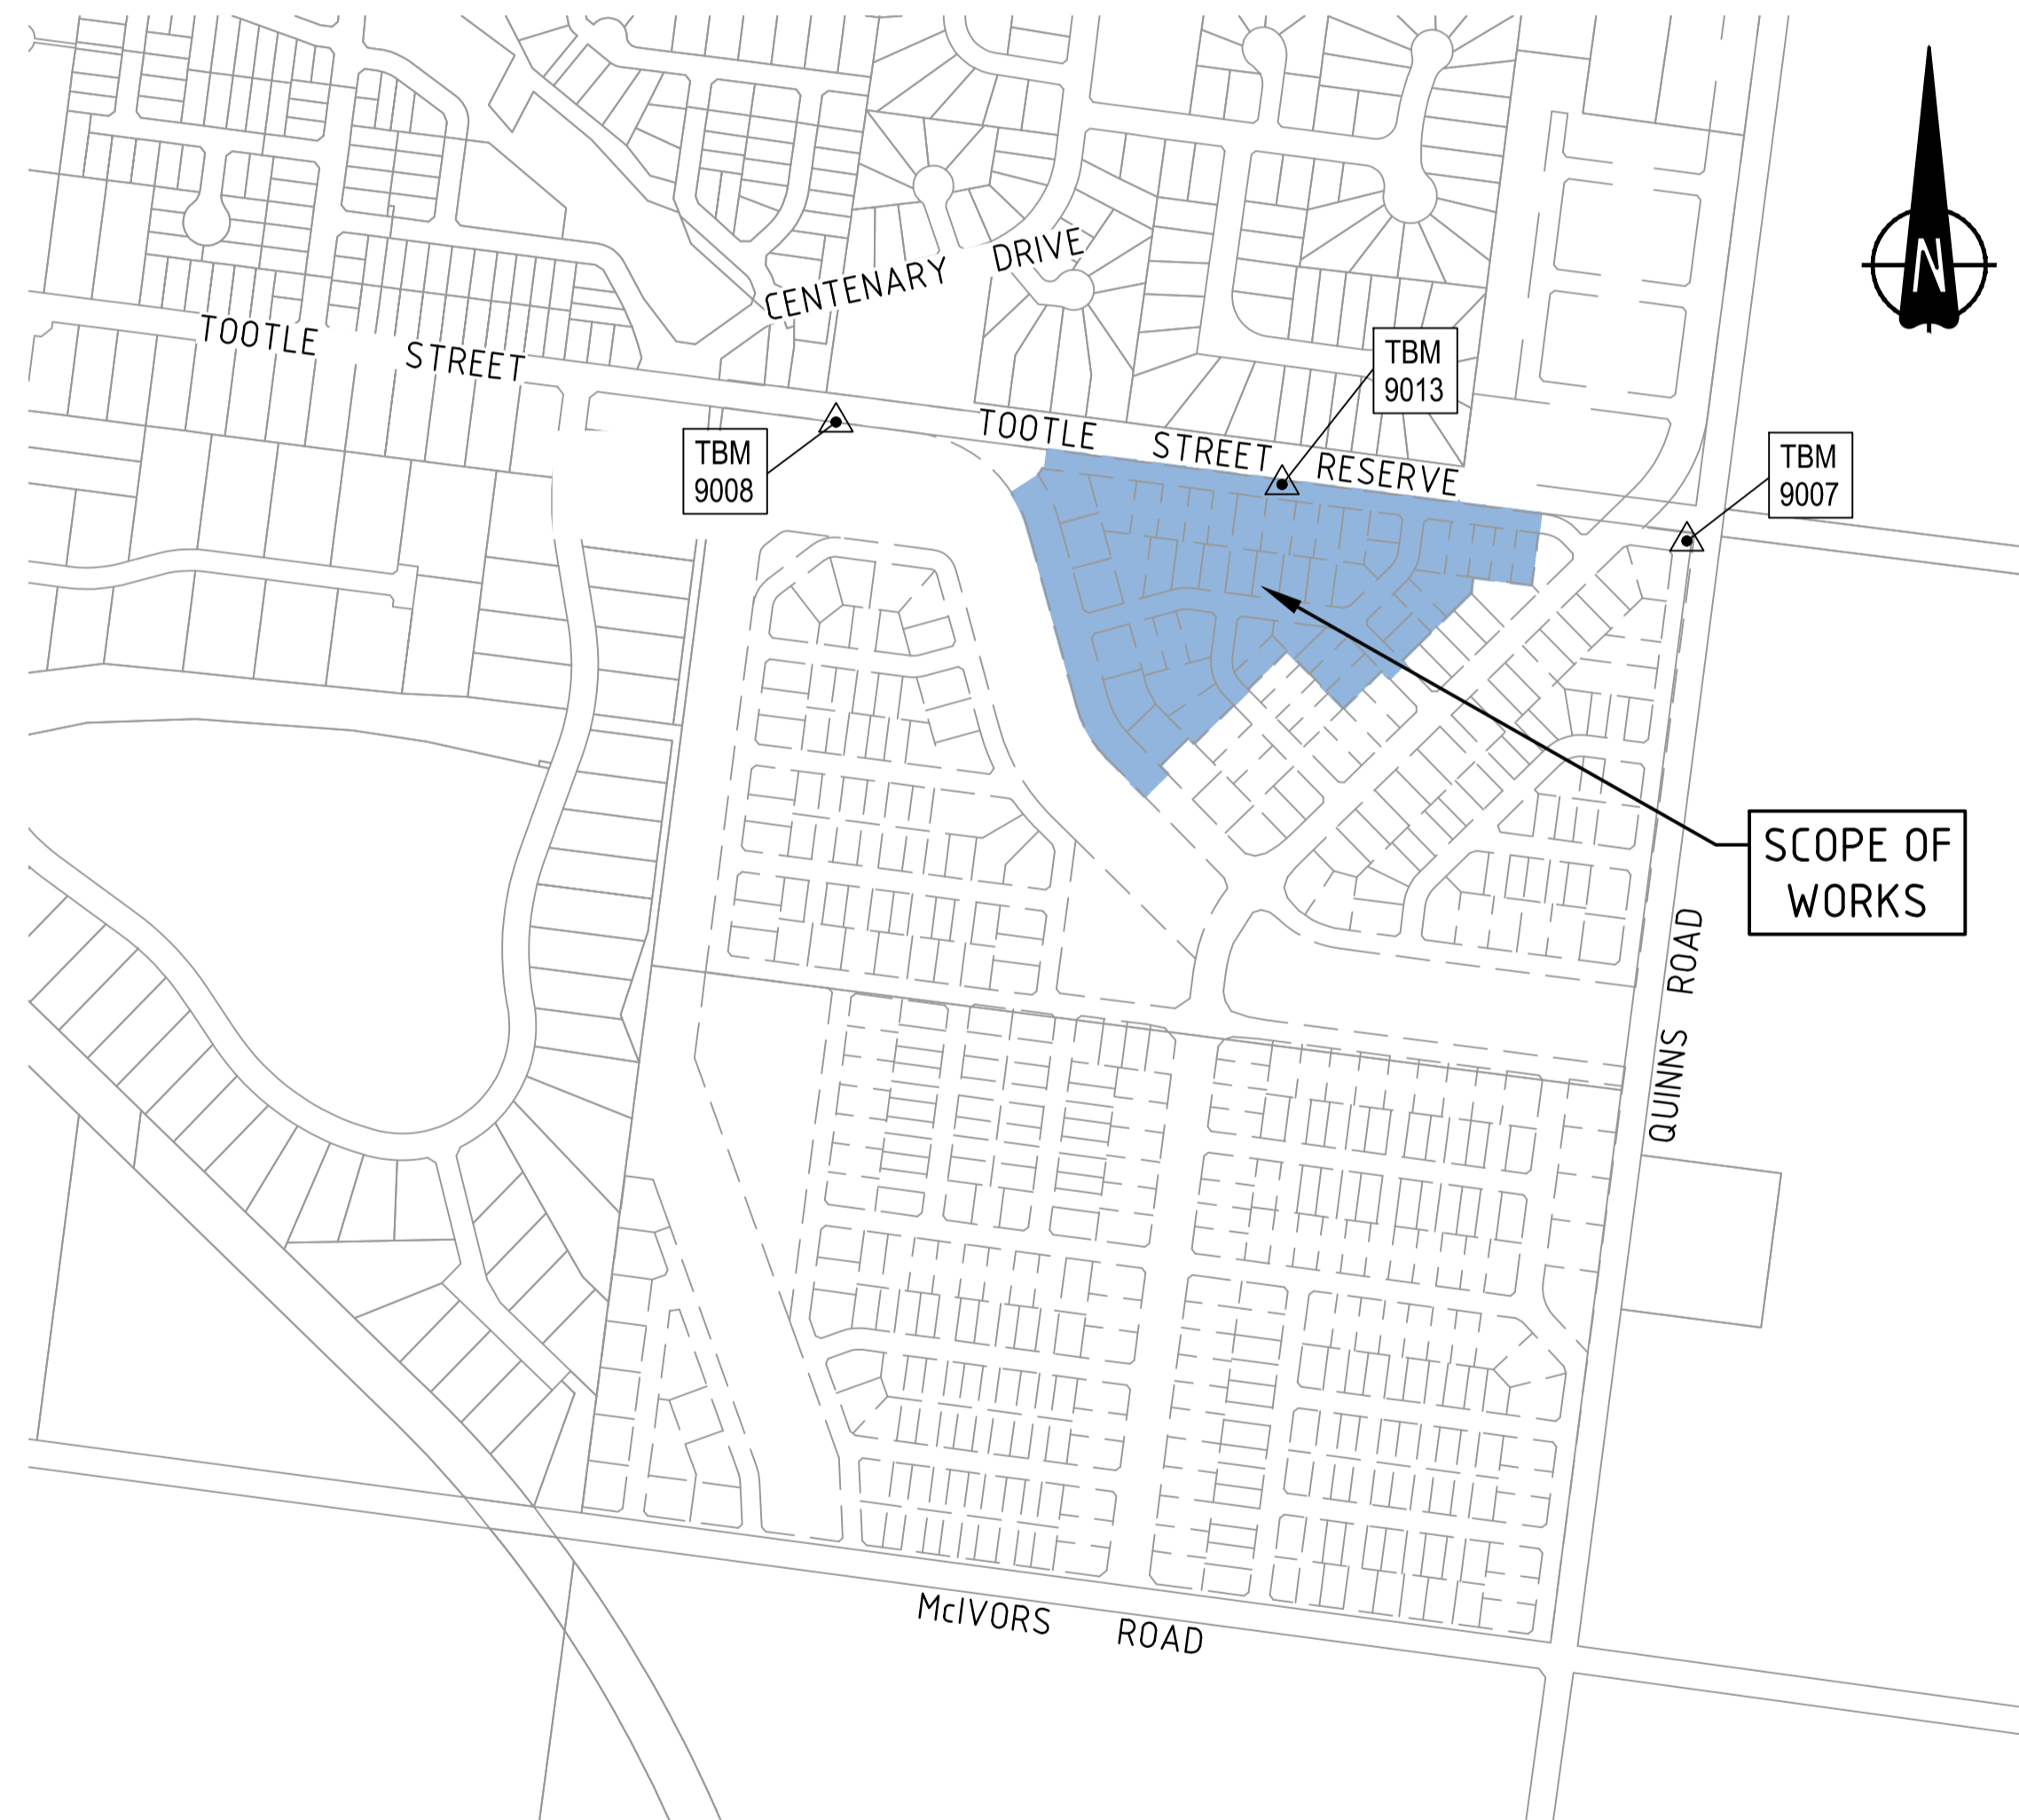 CENTENARY DRIVE
N
TOOTLE STREET
TBM
9013
TOOTLE STREET RESERVE
TBM
9008
TBM
9007
SCOPE OF
WORKS
QUINNS ROAD
McIVORS ROAD